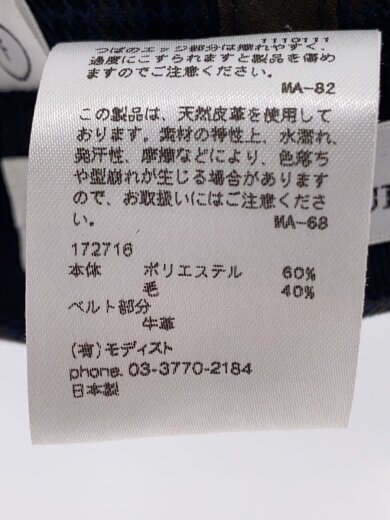 1110111
つばのエッジ部分は擦れやすく、
過度にこすられますと製品を傷め
ますのでご注意ください。
MA-82
この製品は、天然皮革を使用して
おります。素材の特性上、水濡れ、
発汗性、摩擦などにより、色落ち
や型崩れが生じる場合があります
ので、お取扱いにはご注意くださ
い。
MA-68
172716
本体 ポリエステル 60%
毛 40%
ベルト部分
牛革
(有)モディスト
phone. 03-3770-2184
日本製